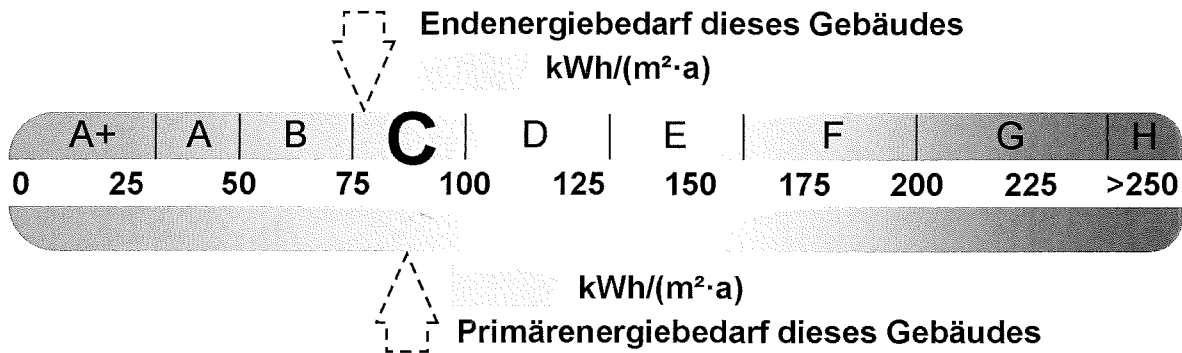 Endenergiebedarf dieses Gebäudes
kWh/(m²·a)
A+ A B C D E F G H
0 25 50 75 100 125 150 175 200 225 >250
kWh/(m²·a)
Primärenergiebedarf dieses Gebäudes